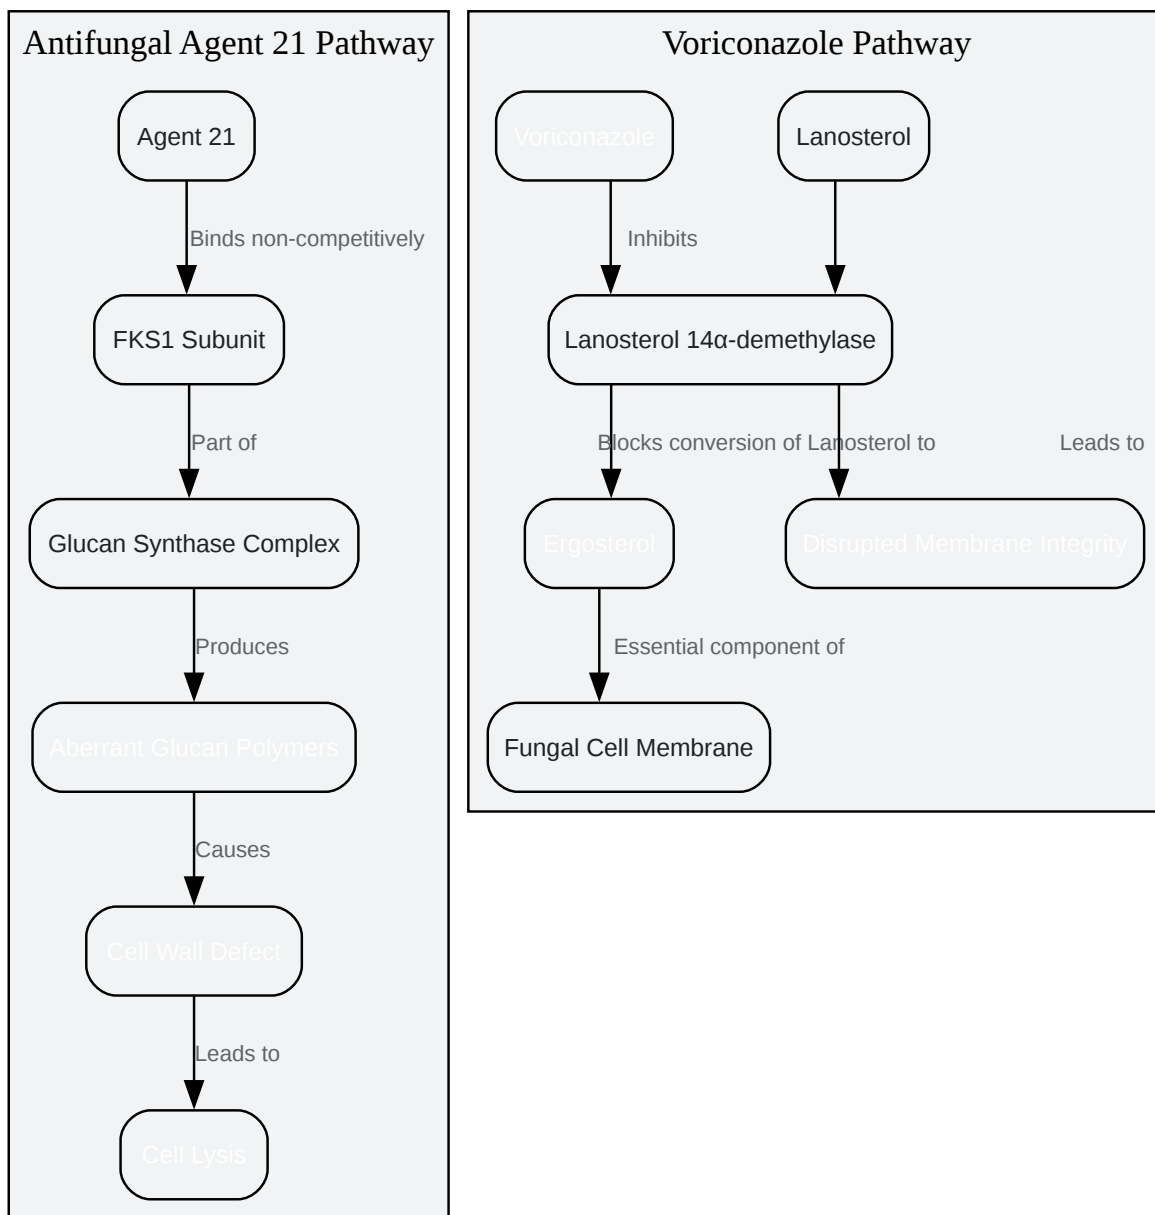 Antifungal Agent 21 Pathway
Agent 21
Binds non-competitively
FKS1 Subunit
Part of
Glucan Synthase Complex
Produces
Aberrant Glucan Polymers
Causes
Cell Wall Defect
Leads to
Cell Lysis
Voriconazole Pathway
Voriconazole
Lanosterol
Inhibits
Lanosterol 14α-demethylase
Blocks conversion of Lanosterol to
Leads to
Ergosterol
Disrupted Membrane Integrity
Essential component of
Fungal Cell Membrane